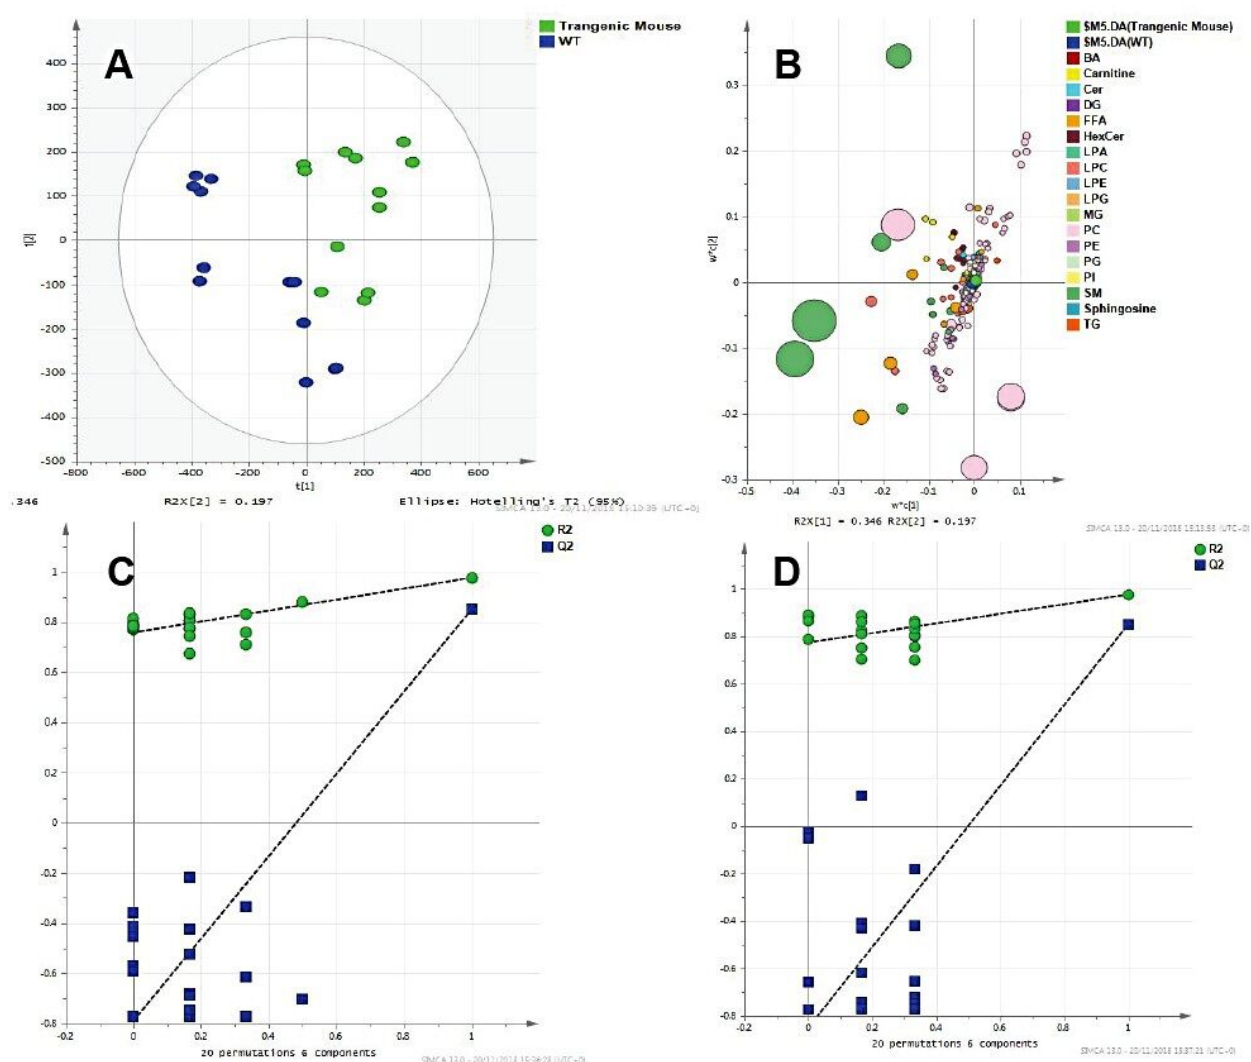 A
Trangenic Mouse
WT
400
300
200
100
0
-100
-200
-300
-400
-500
-800
-600
-400
-200
0
200
400
600
t[1]
t[2]
.346 R2X[2] = 0.197 Ellipse: Hotelling's T2 (95%)
B
$M5.DA(Trangenic Mouse)
$M5.DA(WT)
BA
Carnitine
Cer
DG
FFA
HexCer
LPA
LPC
LPE
LPG
MG
PC
PE
PG
PI
SM
Sphingosine
TG
0.3
0.2
0.1
0
-0.1
-0.2
-0.3
-0.5
-0.4
-0.3
-0.2
-0.1
0
0.1
w*c[1]
w*c[2]
R2X[1] = 0.346 R2X[2] = 0.197
C
R2
Q2
1
0.8
0.6
0.4
0.2
0
-0.2
-0.4
-0.6
-0.8
-0.2
0
0.2
0.4
0.6
0.8
1
20 permutations 6 components
D
R2
Q2
1
0.8
0.6
0.4
0.2
0
-0.2
-0.4
-0.6
-0.8
-0.2
0
0.2
0.4
0.6
0.8
1
20 permutations 6 components